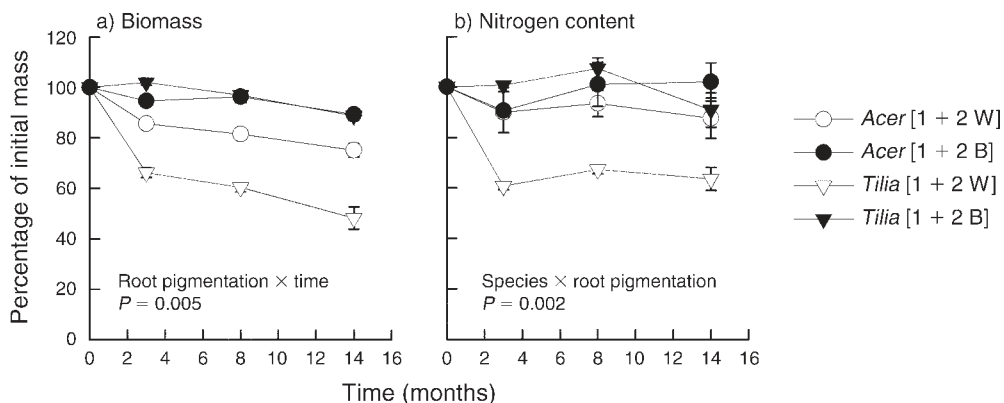 a) Biomass
b) Nitrogen content
Percentage of initial mass
120
100
80
60
40
20
0
Root pigmentation × time
P = 0.005
Species × root pigmentation
P = 0.002
0 2 4 6 8 10 12 14 16
0 2 4 6 8 10 12 14 16
Time (months)
Acer [1 + 2 W]
Acer [1 + 2 B]
Tilia [1 + 2 W]
Tilia [1 + 2 B]